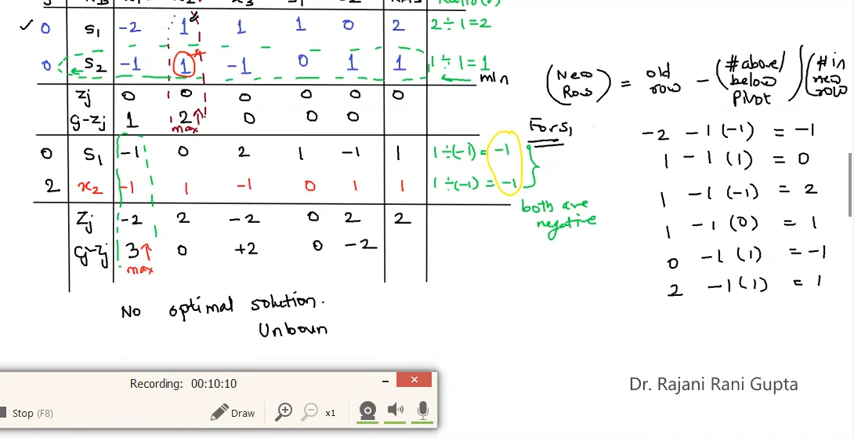 0 S1 -2 1* 1 1 0 2 2÷1=2
0 S2 -1 1* -1 0 1 1 1÷1=1
min
Zj 0 0 0 0 0 0
Cj-Zj 1 2↑ 0 0 0
max
0 S1 -1 0 2 1 -1 1 1÷(-1) = -1
2 x2 -1 1 -1 0 1 1 1÷(-1) = -1
both are
negative
Zj -2 2 -2 0 2 2
Cj-Zj 3↑ 0 +2 0 -2
max
No optimal solution.
Unboun
(New Row) = old row - (#above/below Pivot)(#in new row)
For S1
-2 -1(-1) = -1
1 -1(1) = 0
1 -1(-1) = 2
1 -1(0) = 1
0 -1(1) = -1
2 -1(1) = 1
Recording: 00:10:10
Stop (F8) Draw x1
Dr. Rajani Rani Gupta